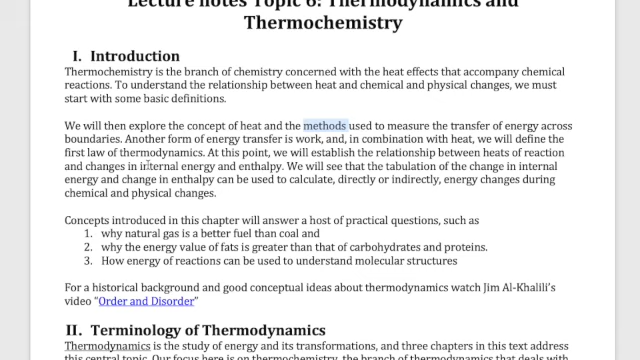 Lecture notes Topic 6: Thermodynamics and
Thermochemistry
I. Introduction
Thermochemistry is the branch of chemistry concerned with the heat effects that accompany chemical
reactions. To understand the relationship between heat and chemical and physical changes, we must
start with some basic definitions.
We will then explore the concept of heat and the methods used to measure the transfer of energy across
boundaries. Another form of energy transfer is work, and, in combination with heat, we will define the
first law of thermodynamics. At this point, we will establish the relationship between heats of reaction
and changes in internal energy and enthalpy. We will see that the tabulation of the change in internal
energy and change in enthalpy can be used to calculate, directly or indirectly, energy changes during
chemical and physical changes.
Concepts introduced in this chapter will answer a host of practical questions, such as
1. why natural gas is a better fuel than coal and
2. why the energy value of fats is greater than that of carbohydrates and proteins.
3. How energy of reactions can be used to understand molecular structures
For a historical background and good conceptual ideas about thermodynamics watch Jim Al-Khalili's
video "Order and Disorder"
II. Terminology of Thermodynamics
Thermodynamics is the study of energy and its transformations, and three chapters in this text address
this central topic. Our focus here is on thermochemistry, the branch of thermodynamics that deals with